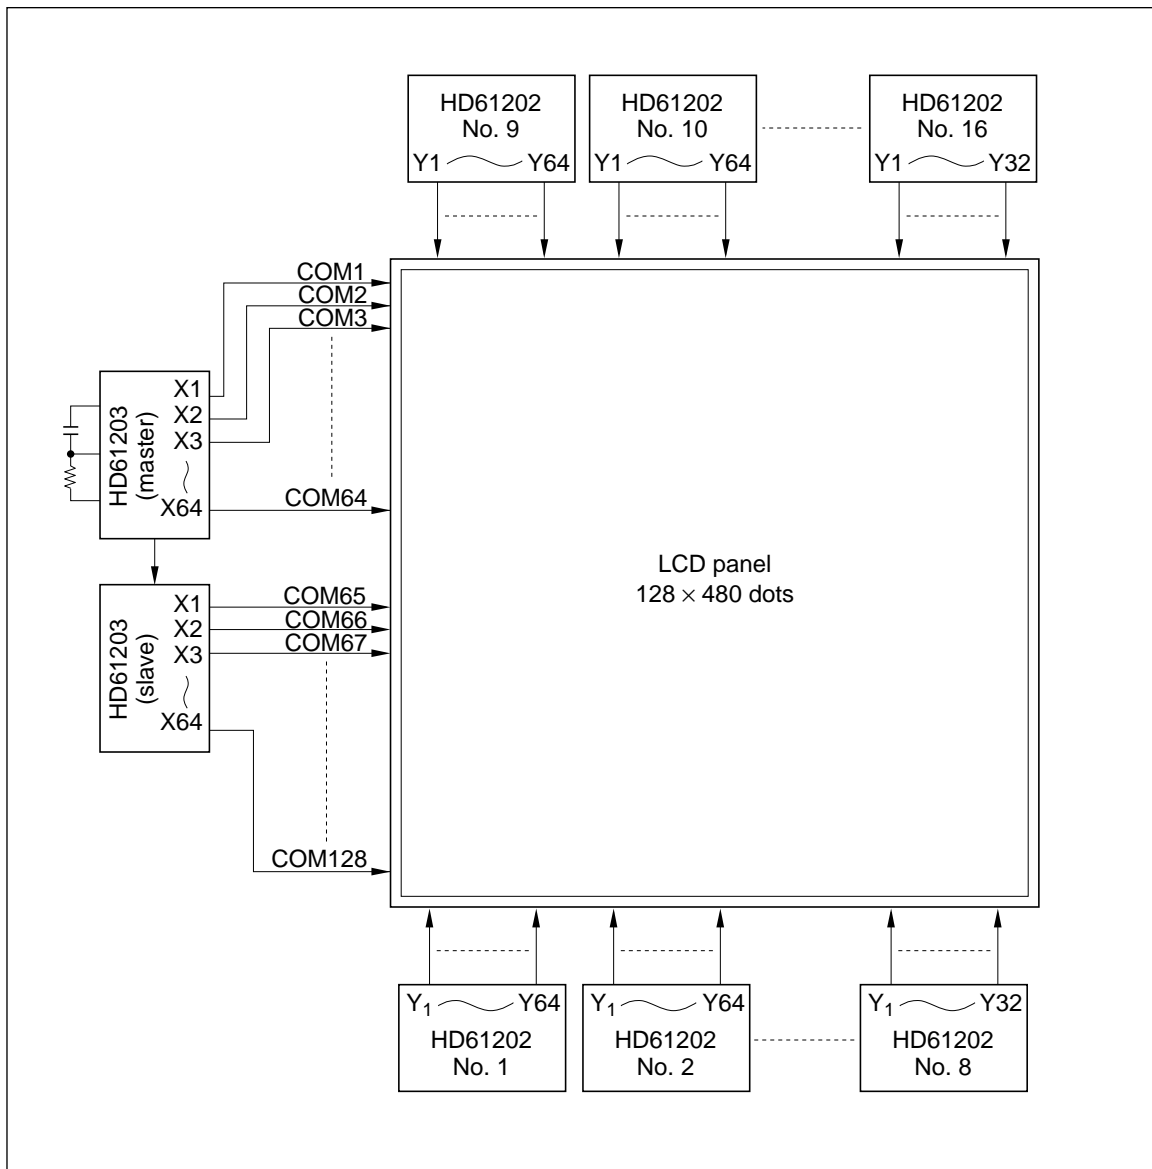 HD61202
No. 9
Y1 Y64
HD61202
No. 10
Y1 Y64
HD61202
No. 16
Y1 Y32
COM1
COM2
COM3
COM64
HD61203
(master)
X1
X2
X3
X64
LCD panel
128 × 480 dots
HD61203
(slave)
X1
X2
X3
X64
COM65
COM66
COM67
COM128
Y1 Y64
HD61202
No. 1
Y1 Y64
HD61202
No. 2
Y1 Y32
HD61202
No. 8